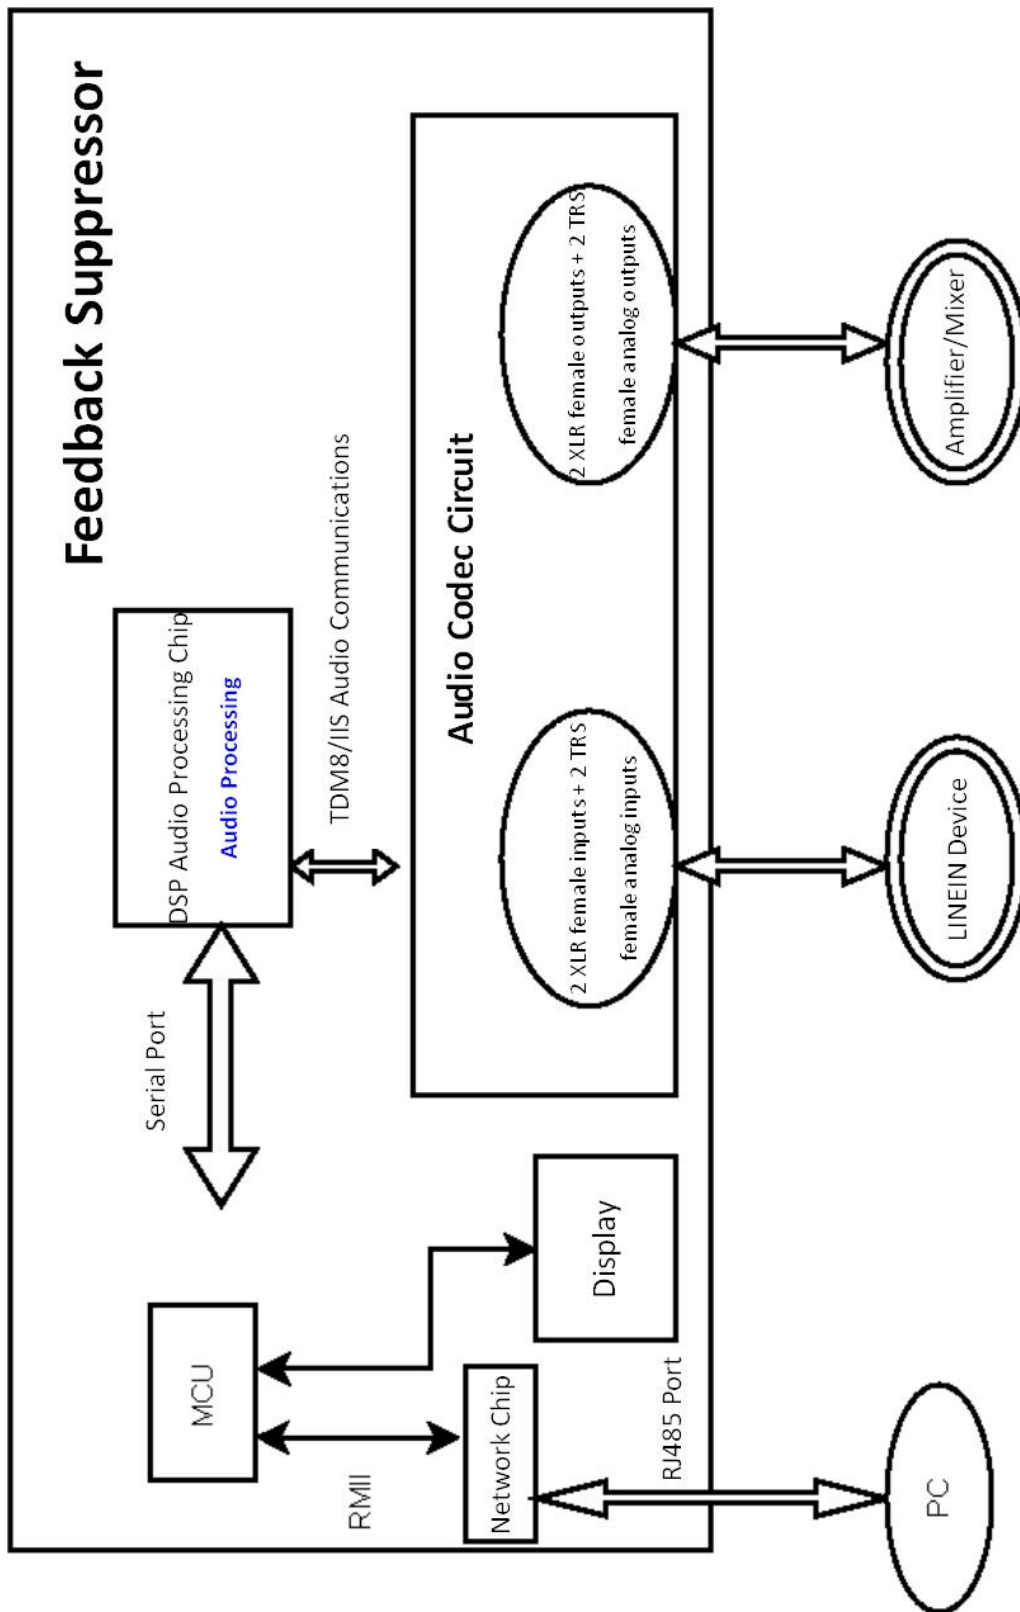 Feedback Suppressor
MCU
Serial Port
DSP Audio Processing Chip
Audio Processing
RMII
TDM8/IIS Audio Communications
Network Chip
Display
Audio Codec Circuit
2 XLR female inputs + 2 TRS
female analog inputs
2 XLR female outputs + 2 TRS
female analog outputs
RJ485 Port
PC
LINEIN Device
Amplifier/Mixer